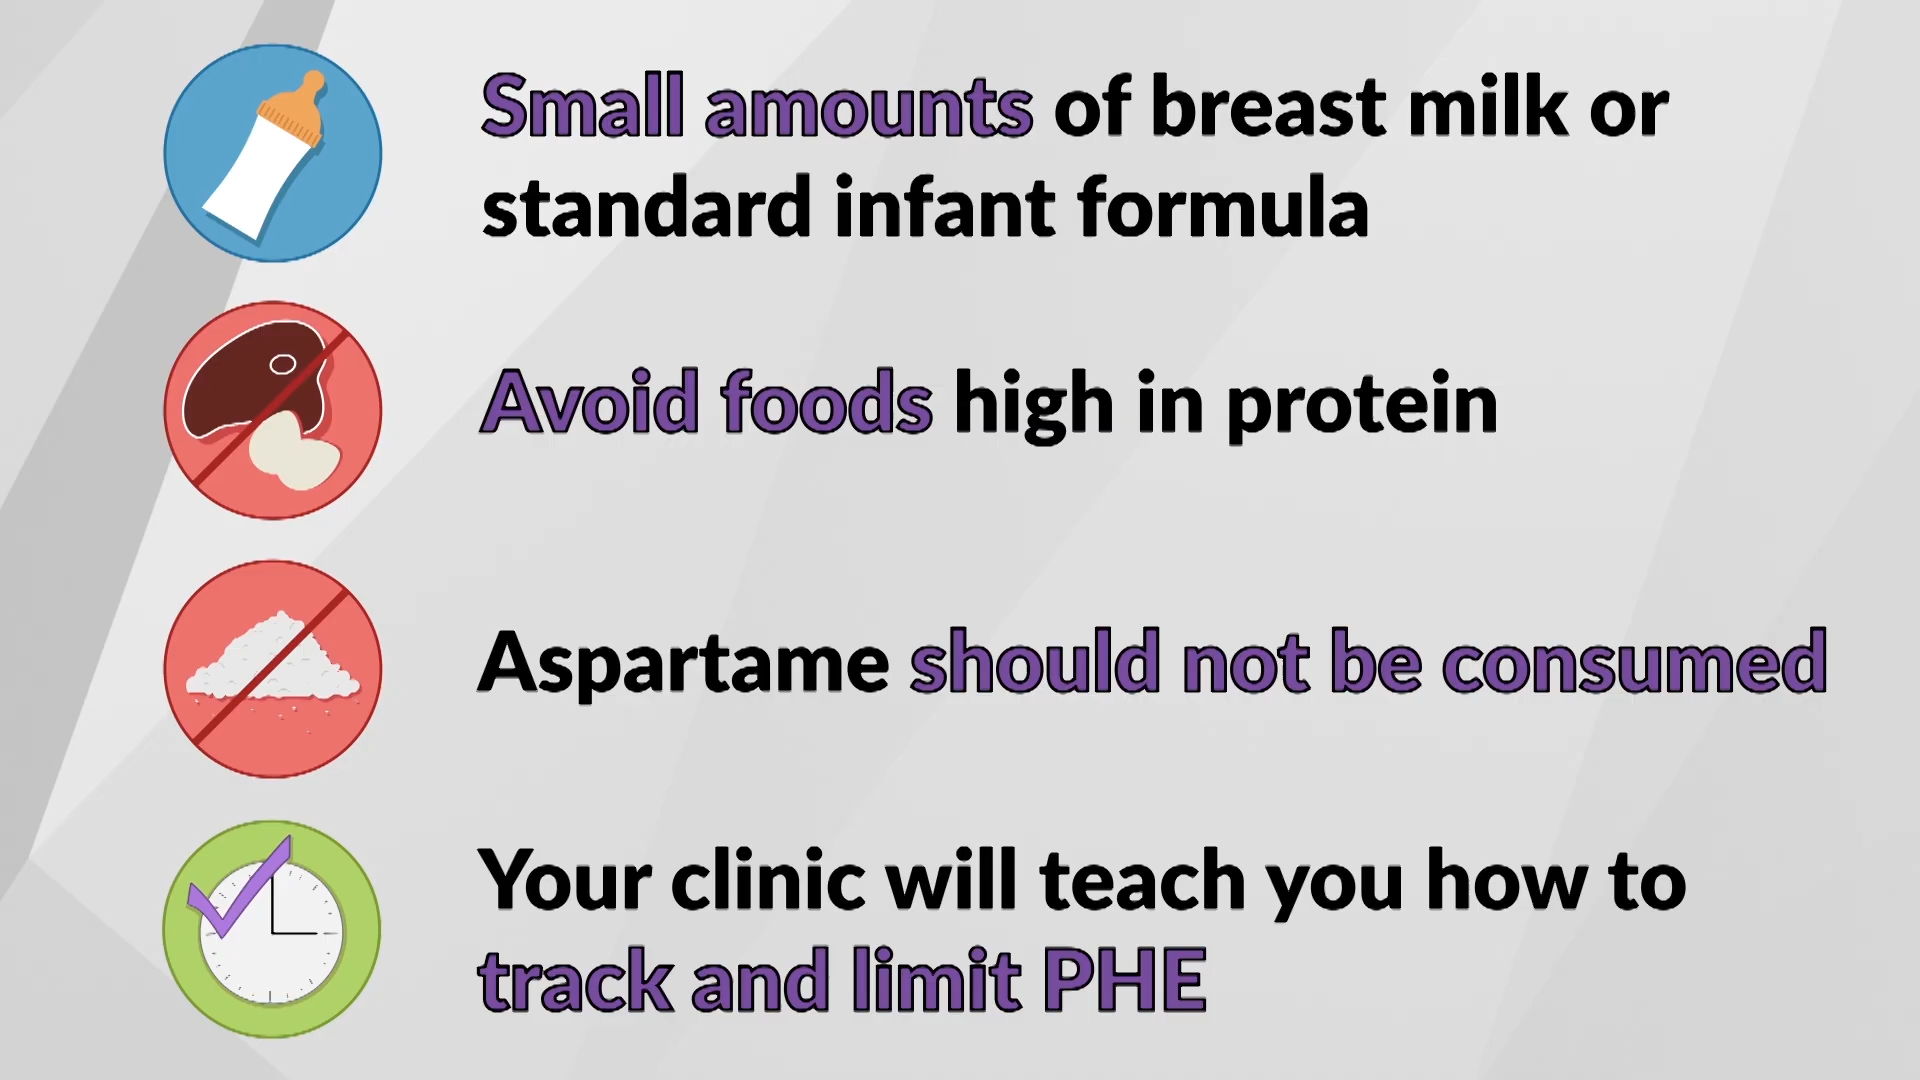 Small amounts of breast milk or
standard infant formula
Avoid foods high in protein
Aspartame should not be consumed
Your clinic will teach you how to
track and limit PHE